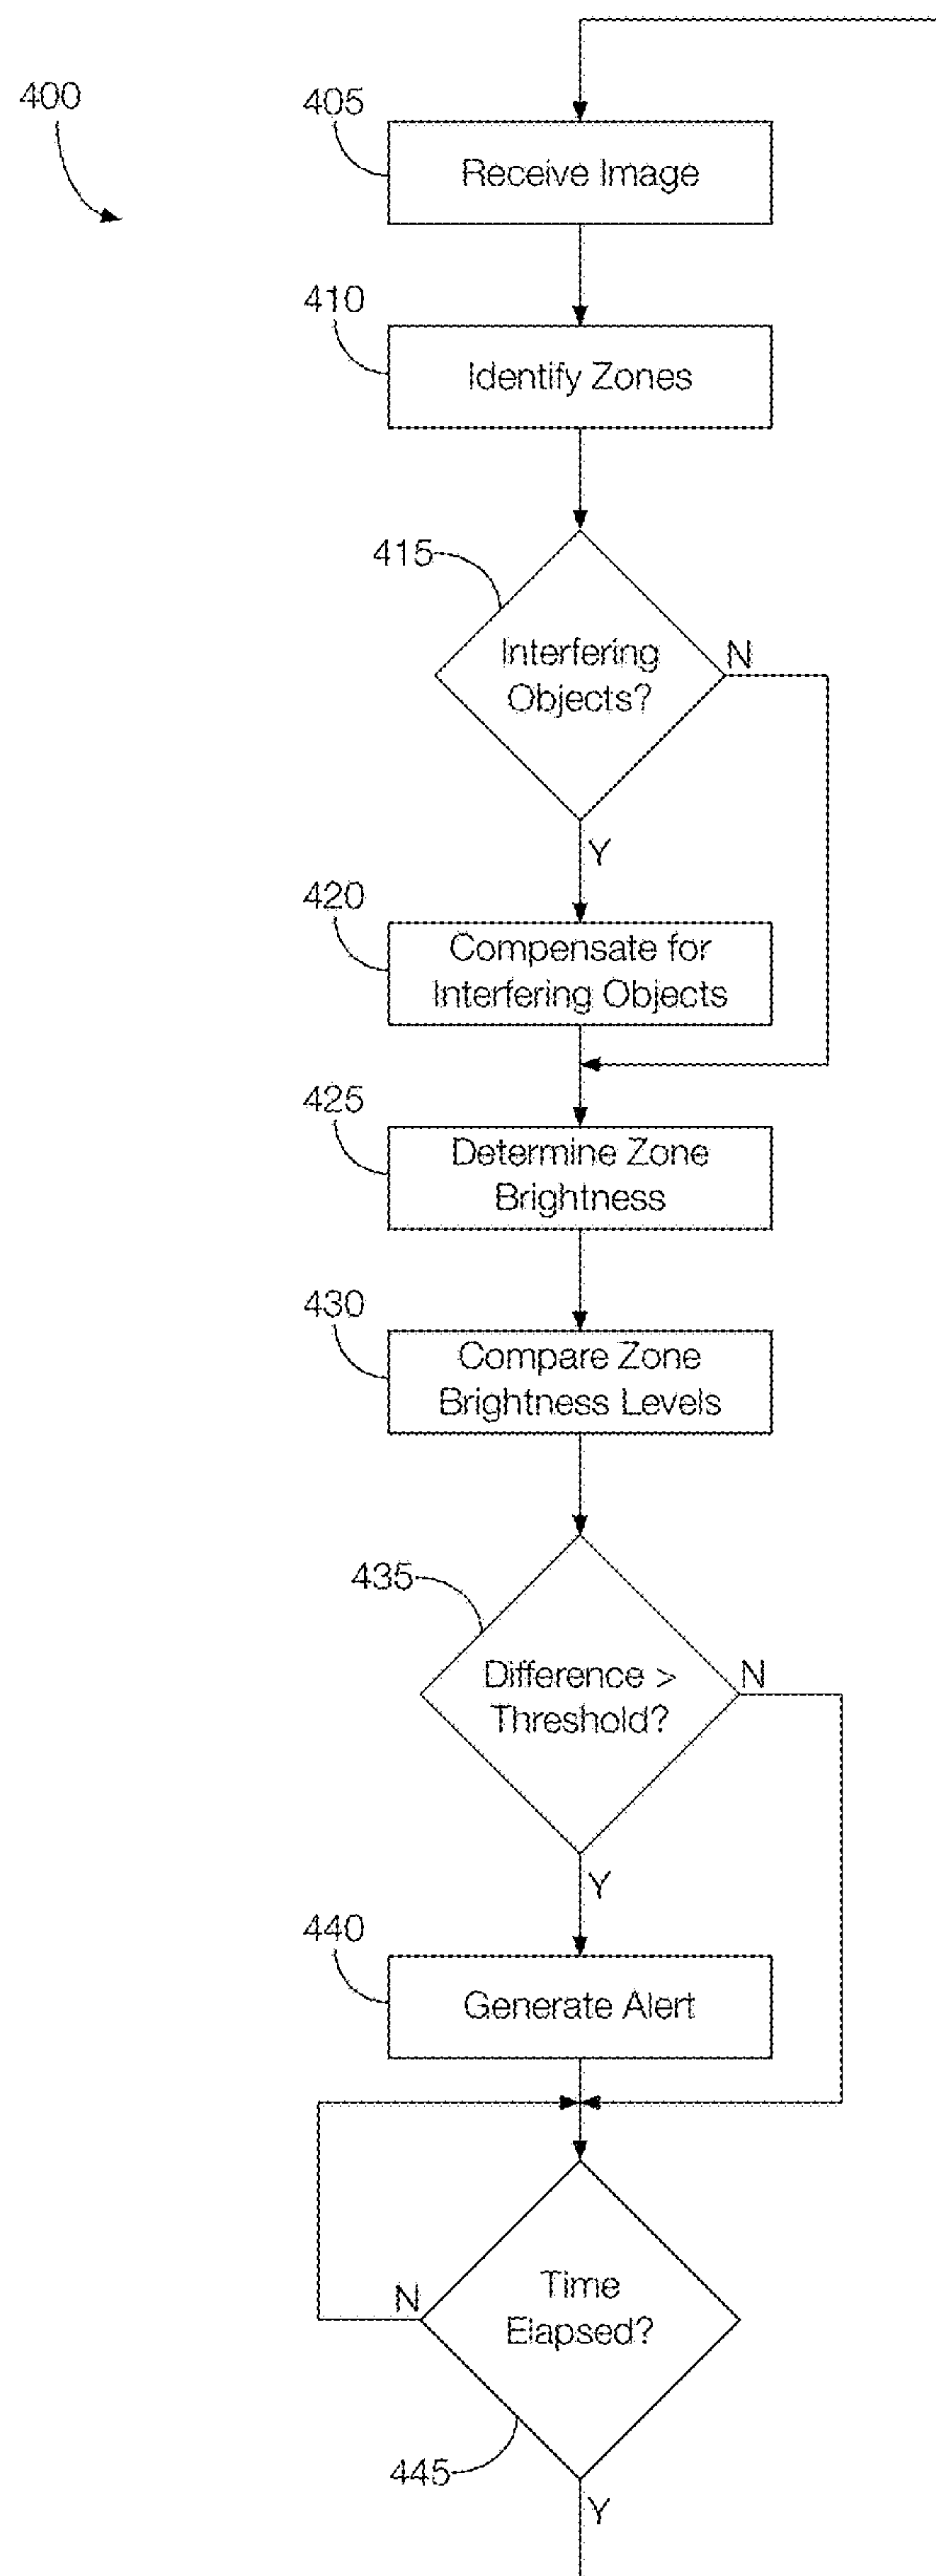 400
405
Receive Image
410
Identify Zones
415
Interfering
Objects?
N
Y
420
Compensate for
Interfering Objects
425
Determine Zone
Brightness
430
Compare Zone
Brightness Levels
435
Difference >
Threshold?
N
Y
440
Generate Alert
N
Time
Elapsed?
445
Y